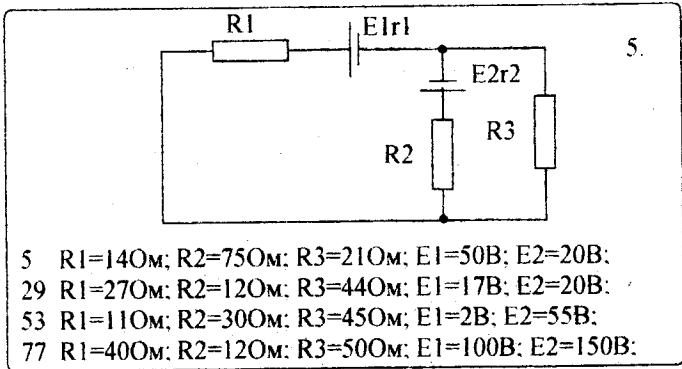 R1 E1r1
5.
E2r2
R2 R3
5 R1=14Ом; R2=75Ом; R3=21Ом; E1=50В; E2=20В;
29 R1=27Ом; R2=12Ом; R3=44Ом; E1=17В; E2=20В;
53 R1=11Ом; R2=30Ом; R3=45Ом; E1=2В; E2=55В;
77 R1=40Ом; R2=12Ом; R3=50Ом; E1=100В; E2=150В;